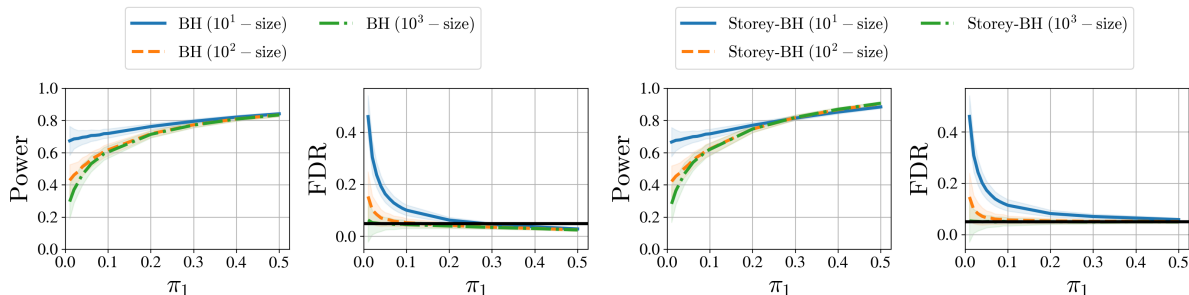 BH (10¹ − size)
BH (10² − size)
BH (10³ − size)
Storey-BH (10¹ − size)
Storey-BH (10² − size)
Storey-BH (10³ − size)
Power
1.0
0.8
0.6
0.4
0.2
0.0
0.0 0.1 0.2 0.3 0.4 0.5
π₁
FDR
0.4
0.2
0.0
0.0 0.1 0.2 0.3 0.4 0.5
π₁
Power
1.0
0.8
0.6
0.4
0.2
0.0
0.0 0.1 0.2 0.3 0.4 0.5
π₁
FDR
0.4
0.2
0.0
0.0 0.1 0.2 0.3 0.4 0.5
π₁